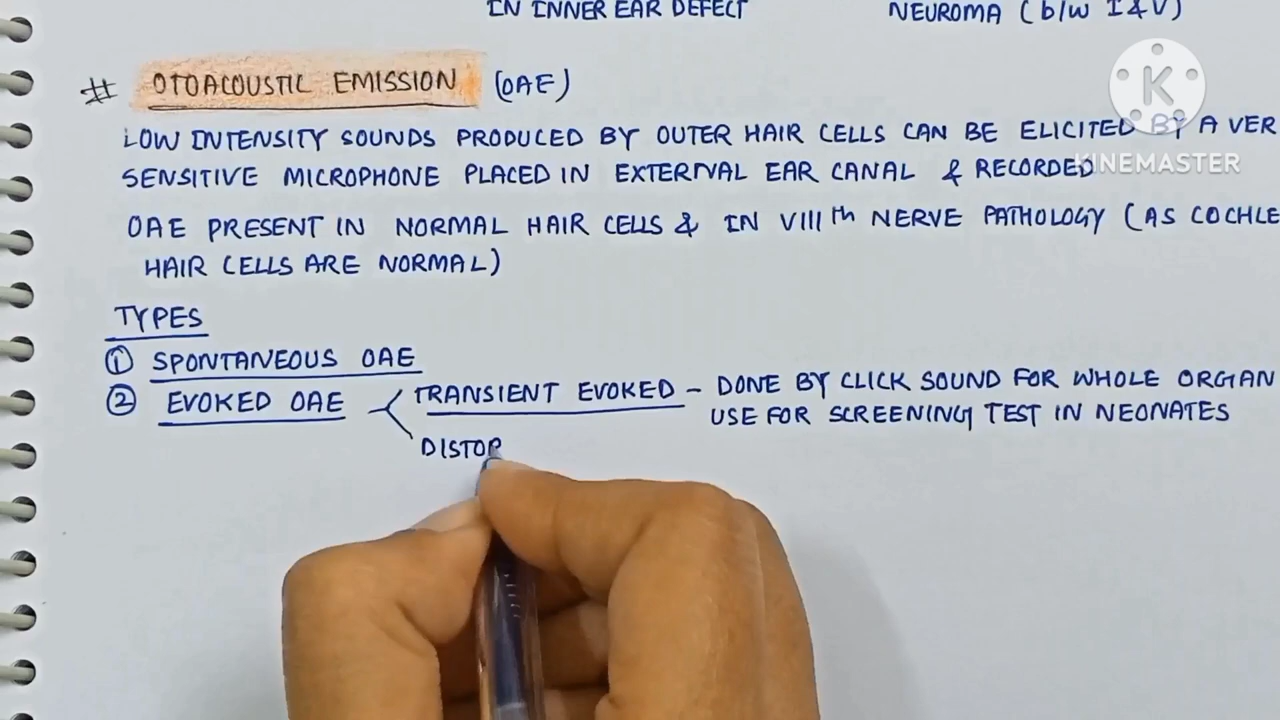 IN INNER EAR DEFECT NEUROMA (b/w I & V)
# OTOACOUSTIC EMISSION (OAE)
LOW INTENSITY SOUNDS PRODUCED BY OUTER HAIR CELLS CAN BE ELICITED BY A VER
SENSITIVE MICROPHONE PLACED IN EXTERNAL EAR CANAL & RECORDED
OAE PRESENT IN NORMAL HAIR CELLS & IN VIIIth NERVE PATHOLOGY (AS COCHLE
HAIR CELLS ARE NORMAL)
TYPES
① SPONTANEOUS OAE
② EVOKED OAE < TRANSIENT EVOKED - DONE BY CLICK SOUND FOR WHOLE ORGAN
USE FOR SCREENING TEST IN NEONATES
DISTOR
K
KINEMASTER